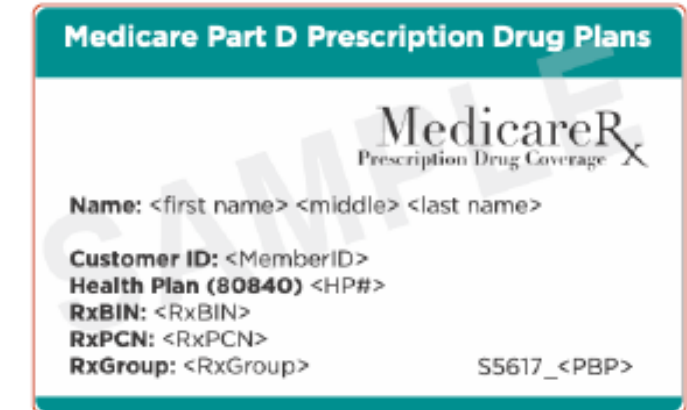 Medicare Part D Prescription Drug Plans
MedicareRx
Prescription Drug Coverage
Name: <first name> <middle> <last name>
Customer ID: <MemberID>
Health Plan (80840) <HP#>
RxBIN: <RxBIN>
RxPCN: <RxPCN>
RxGroup: <RxGroup> S5617_<PBP>
SAMPLE